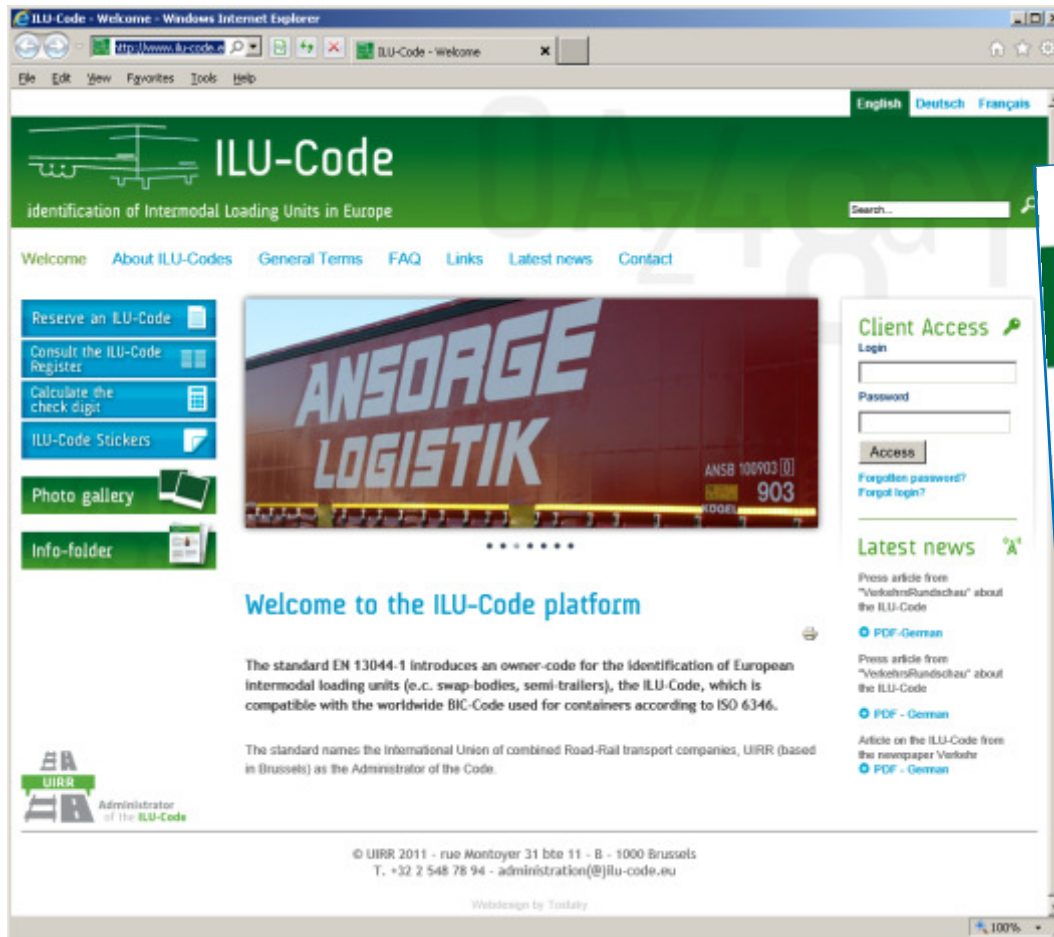 ILU-Code - Welcome - Windows Internet Explorer
http://www.ilu-code.e
ILU-Code - Welcome
File Edit View Favorites Tools Help
English Deutsch Français
ILU-Code
identification of Intermodal Loading Units in Europe
Search...
Welcome About ILU-Codes General Terms FAQ Links Latest news Contact
Reserve an ILU-Code
Consult the ILU-Code
Register
Calculate the
check digit
ILU-Code Stickers
Photo gallery
Info-folder
ANSORGE
LOGISTIK
ANSB 100903 0
903
KÖGEL
Client Access
Login
Password
Access
Forgotten password?
Forgot login?
Latest news
Press article from
"VerkehrsRundschau" about
the ILU-Code
PDF-German
Press article from
"VerkehrsRundschau" about
the ILU-Code
PDF - German
Article on the ILU-Code from
the newspaper Verkehr
PDF - German
Welcome to the ILU-Code platform
The standard EN 13044-1 introduces an owner-code for the identification of European
intermodal loading units (e.c. swap-bodies, semi-trailers), the ILU-Code, which is
compatible with the worldwide BIC-Code used for containers according to ISO 6346.
The standard names the International Union of combined Road-Rail transport companies, UIRR (based
in Brussels) as the Administrator of the Code.
UIRR
Administrator
of the ILU-Code
© UIRR 2011 - rue Montoyer 31 bte 11 - B - 1000 Brussels
T. +32 2 548 78 94 - administration(@)ilu-code.eu
Webdesign by
100%